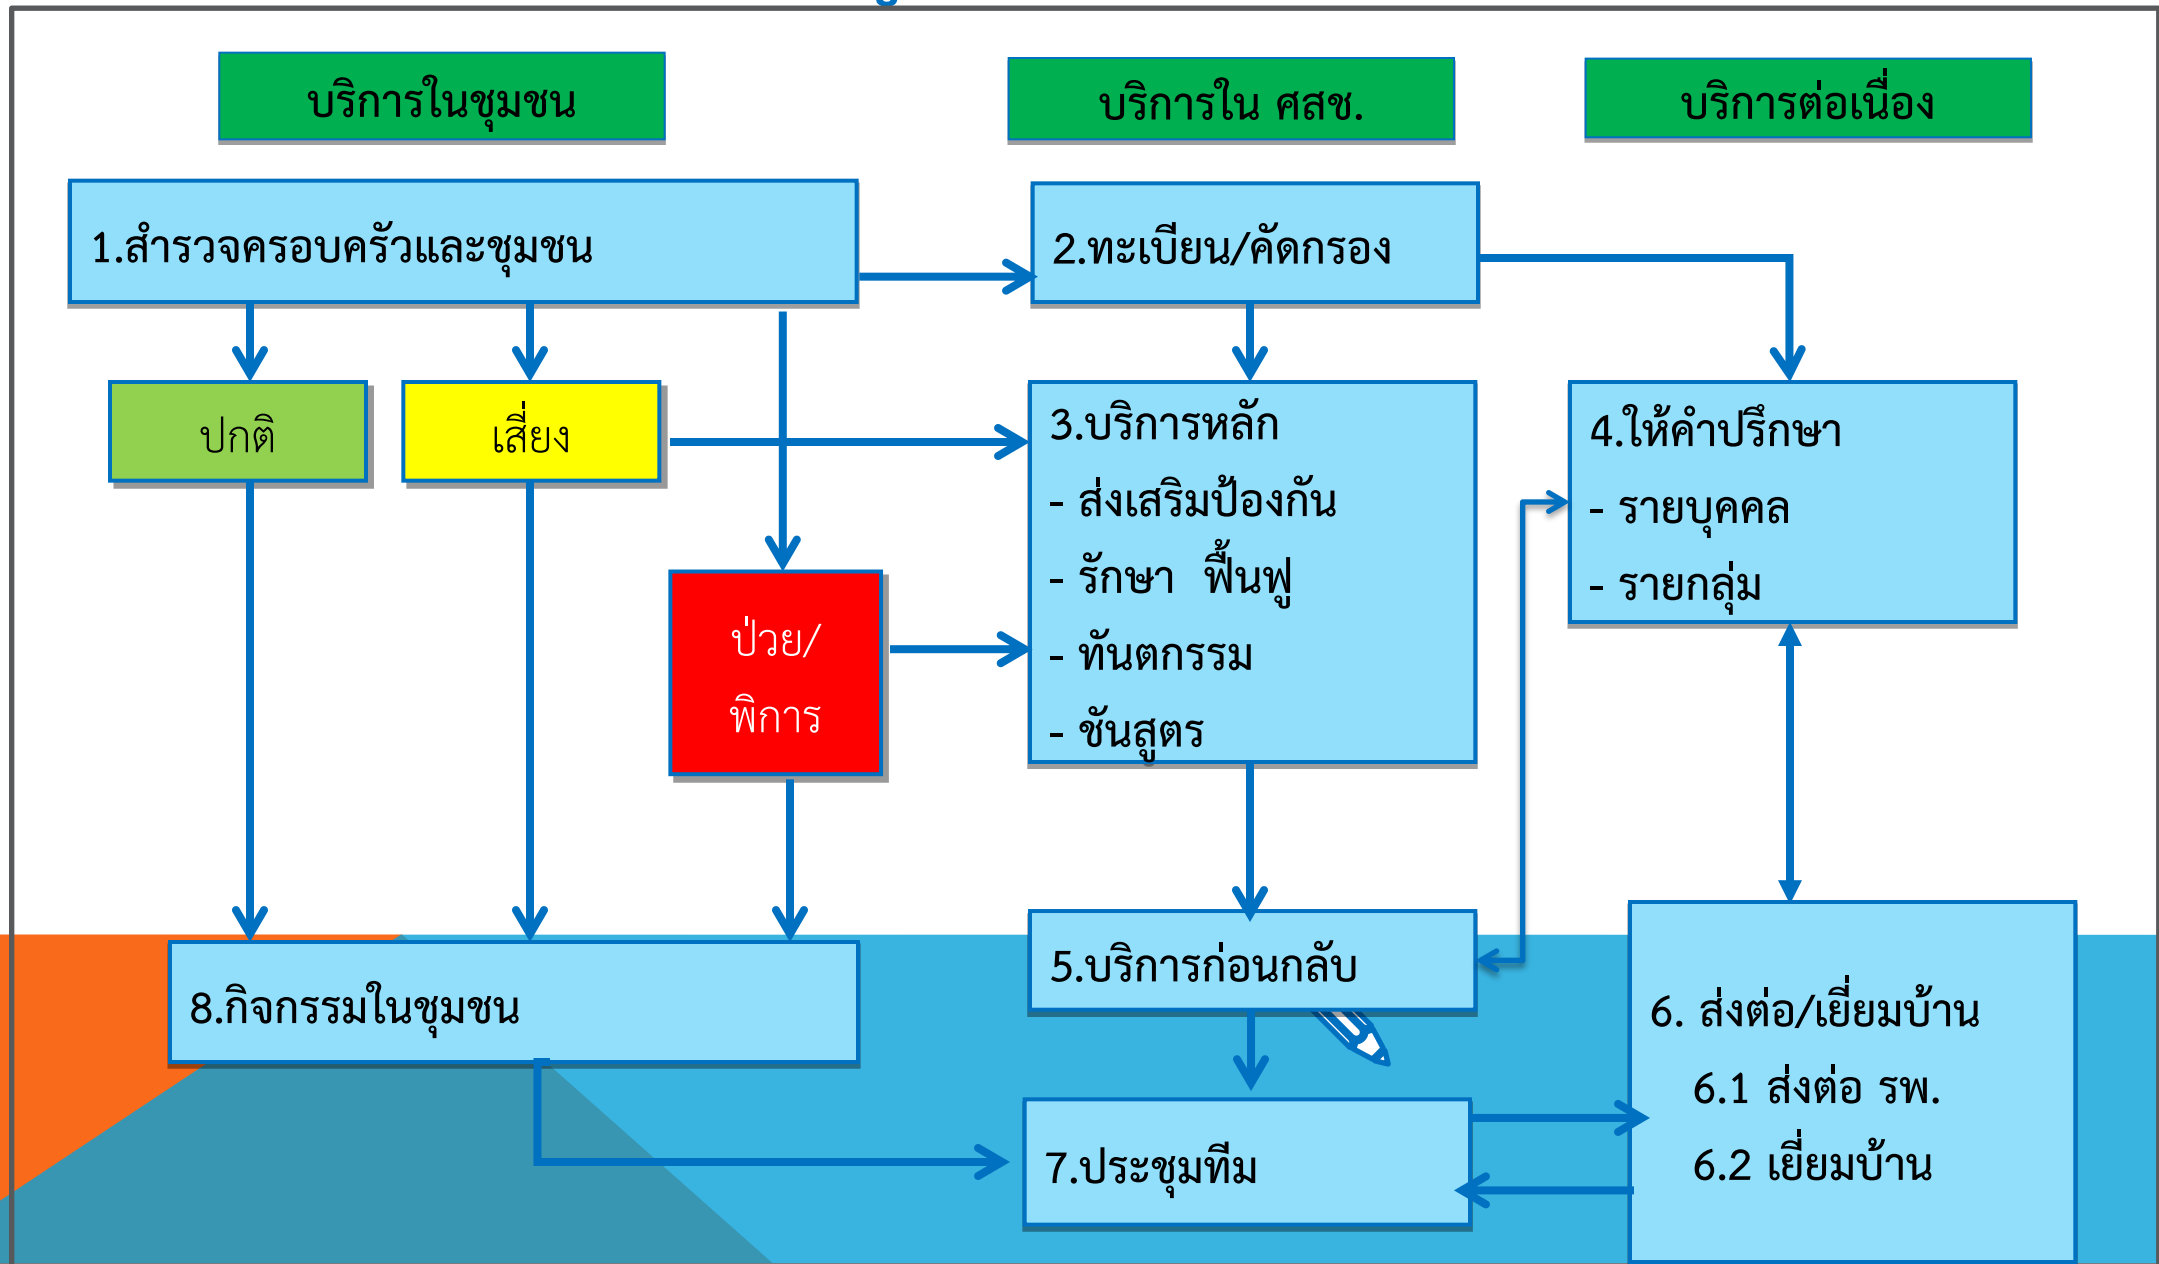 บริการในชุมชน
บริการใน ศสช.
บริการต่อเนื่อง
1.สำรวจครอบครัวและชุมชน
2.ทะเบียน/คัดกรอง
ปกติ
เสี่ยง
3.บริการหลัก
- ส่งเสริมป้องกัน
- รักษา ฟื้นฟู
- ทันตกรรม
- ชันสูตร
4.ให้คำปรึกษา
- รายบุคคล
- รายกลุ่ม
ป่วย/
พิการ
5.บริการก่อนกลับ
8.กิจกรรมในชุมชน
6. ส่งต่อ/เยี่ยมบ้าน
6.1 ส่งต่อ รพ.
6.2 เยี่ยมบ้าน
7.ประชุมทีม